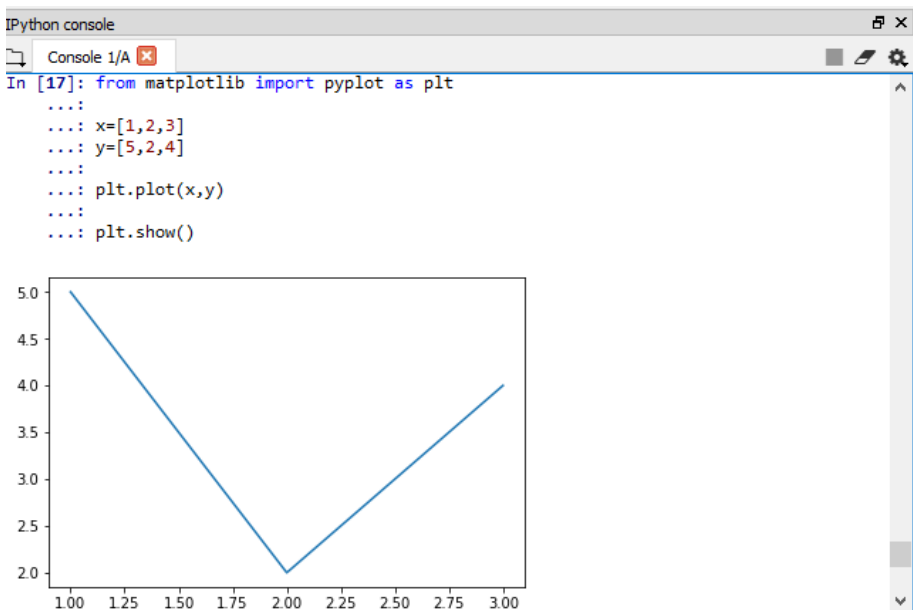 IPython console
Console 1/A
In [17]: from matplotlib import pyplot as plt
...:
...: x=[1,2,3]
...: y=[5,2,4]
...:
...: plt.plot(x,y)
...:
...: plt.show()
5.0
4.5
4.0
3.5
3.0
2.5
2.0
1.00 1.25 1.50 1.75 2.00 2.25 2.50 2.75 3.00